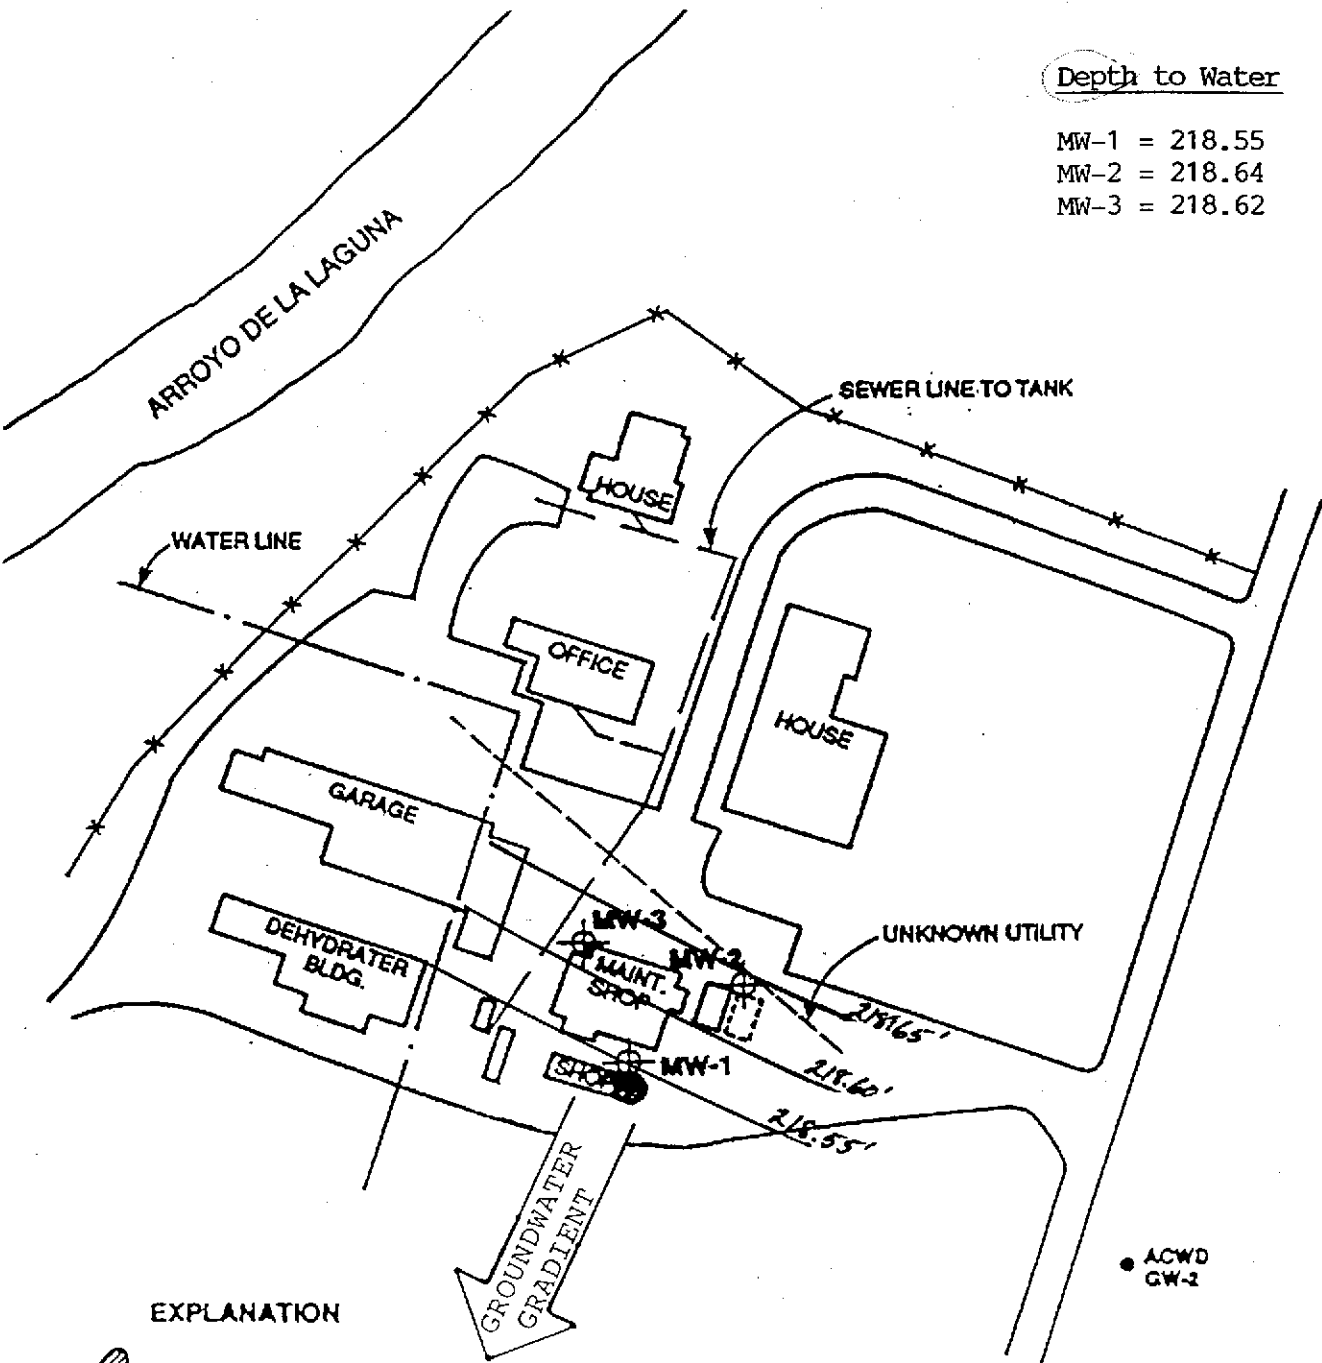 Depth to Water
MW-1 = 218.55
MW-2 = 218.64
MW-3 = 218.62
ARROYO DE LA LAGUNA
SEWER LINE TO TANK
HOUSE
WATER LINE
OFFICE
HOUSE
GARAGE
MW-3
DEHYDRATER
BLDG.
MAINT.
SHOP
MW-2
UNKNOWN UTILITY
218.65'
218.60'
218.55'
MW-1
SHOP
GROUNDWATER
GRADIENT
ACWD
GW-2
EXPLANATION